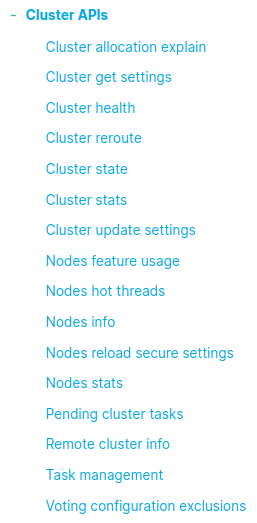 - Cluster APIs
Cluster allocation explain
Cluster get settings
Cluster health
Cluster reroute
Cluster state
Cluster stats
Cluster update settings
Nodes feature usage
Nodes hot threads
Nodes info
Nodes reload secure settings
Nodes stats
Pending cluster tasks
Remote cluster info
Task management
Voting configuration exclusions